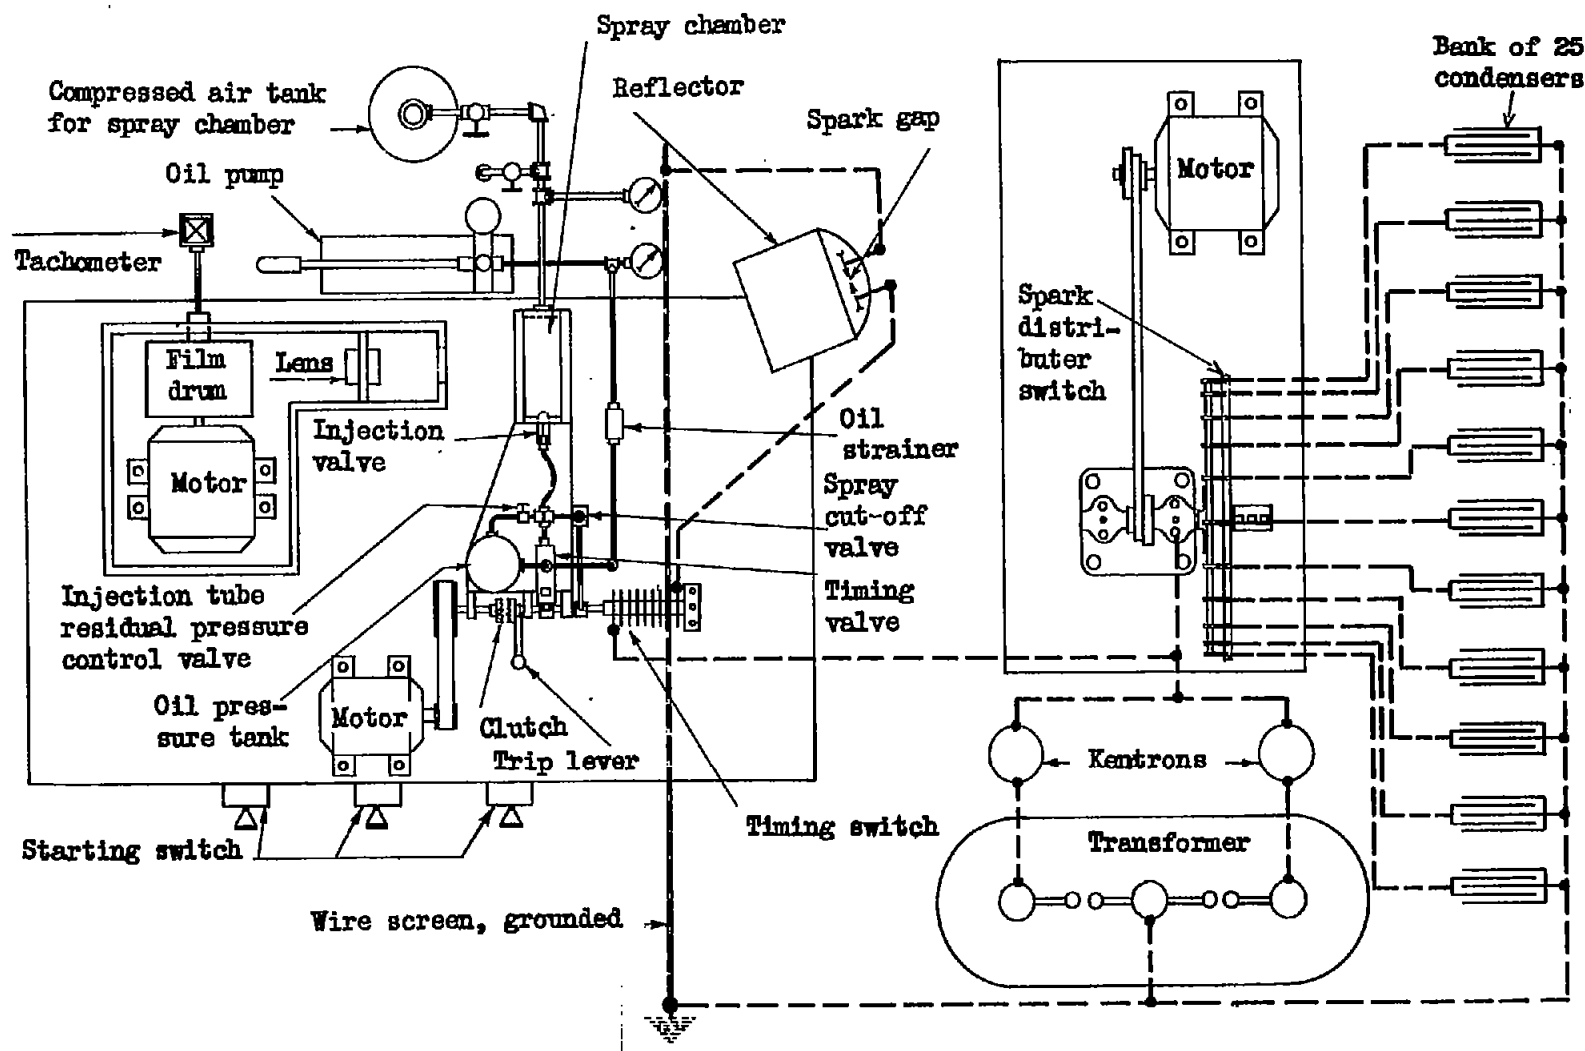 Spray chamber
Bank of 25
condensers
Compressed air tank
for spray chamber
Reflector
Spark gap
Oil pump
Motor
Tachometer
Spark
distri-
buter
switch
Film
drum
Lens
Injection
valve
Oil
strainer
Motor
Spray
cut-off
valve
Timing
valve
Injection tube
residual pressure
control valve
Oil pres-
sure tank
Motor
Clutch
Trip lever
Kentrons
Timing switch
Transformer
Starting switch
Wire screen, grounded